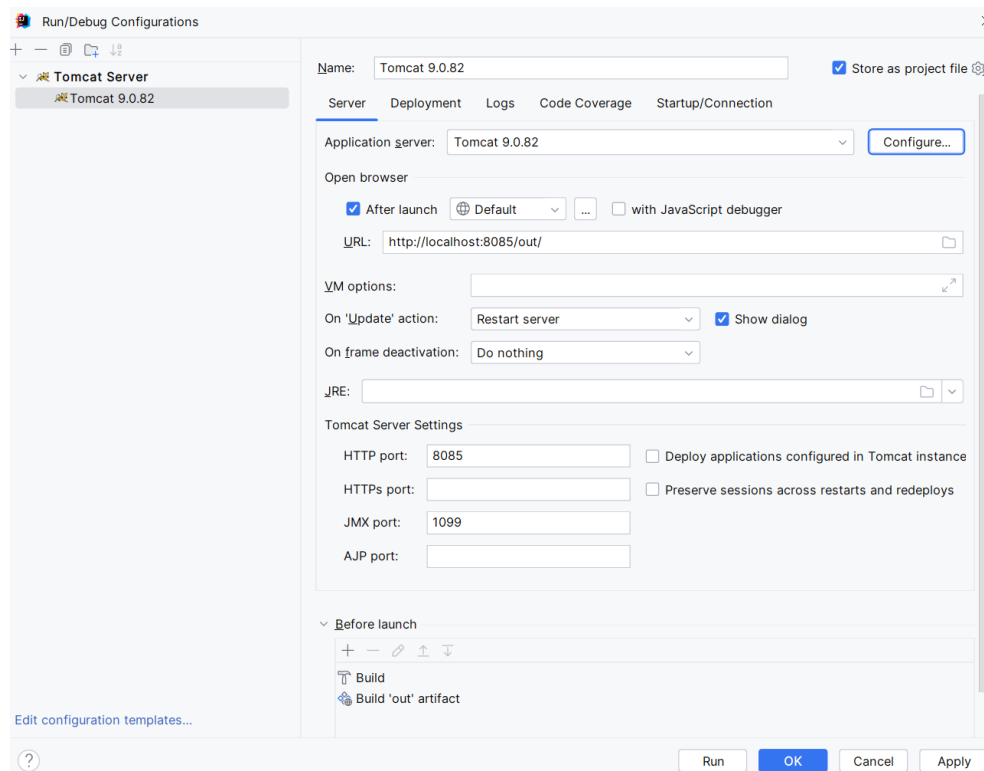 Run/Debug Configurations
Tomcat Server
Tomcat 9.0.82
Edit configuration templates...
Name: Tomcat 9.0.82 Store as project file
Server Deployment Logs Code Coverage Startup/Connection
Application server: Tomcat 9.0.82 Configure...
Open browser
After launch Default ... with JavaScript debugger
URL: http://localhost:8085/out/
VM options:
On 'Update' action: Restart server Show dialog
On frame deactivation: Do nothing
JRE:
Tomcat Server Settings
HTTP port: 8085 Deploy applications configured in Tomcat instance
HTTPs port: Preserve sessions across restarts and redeploys
JMX port: 1099
AJP port:
Before launch
Build
Build 'out' artifact
? Run OK Cancel Apply